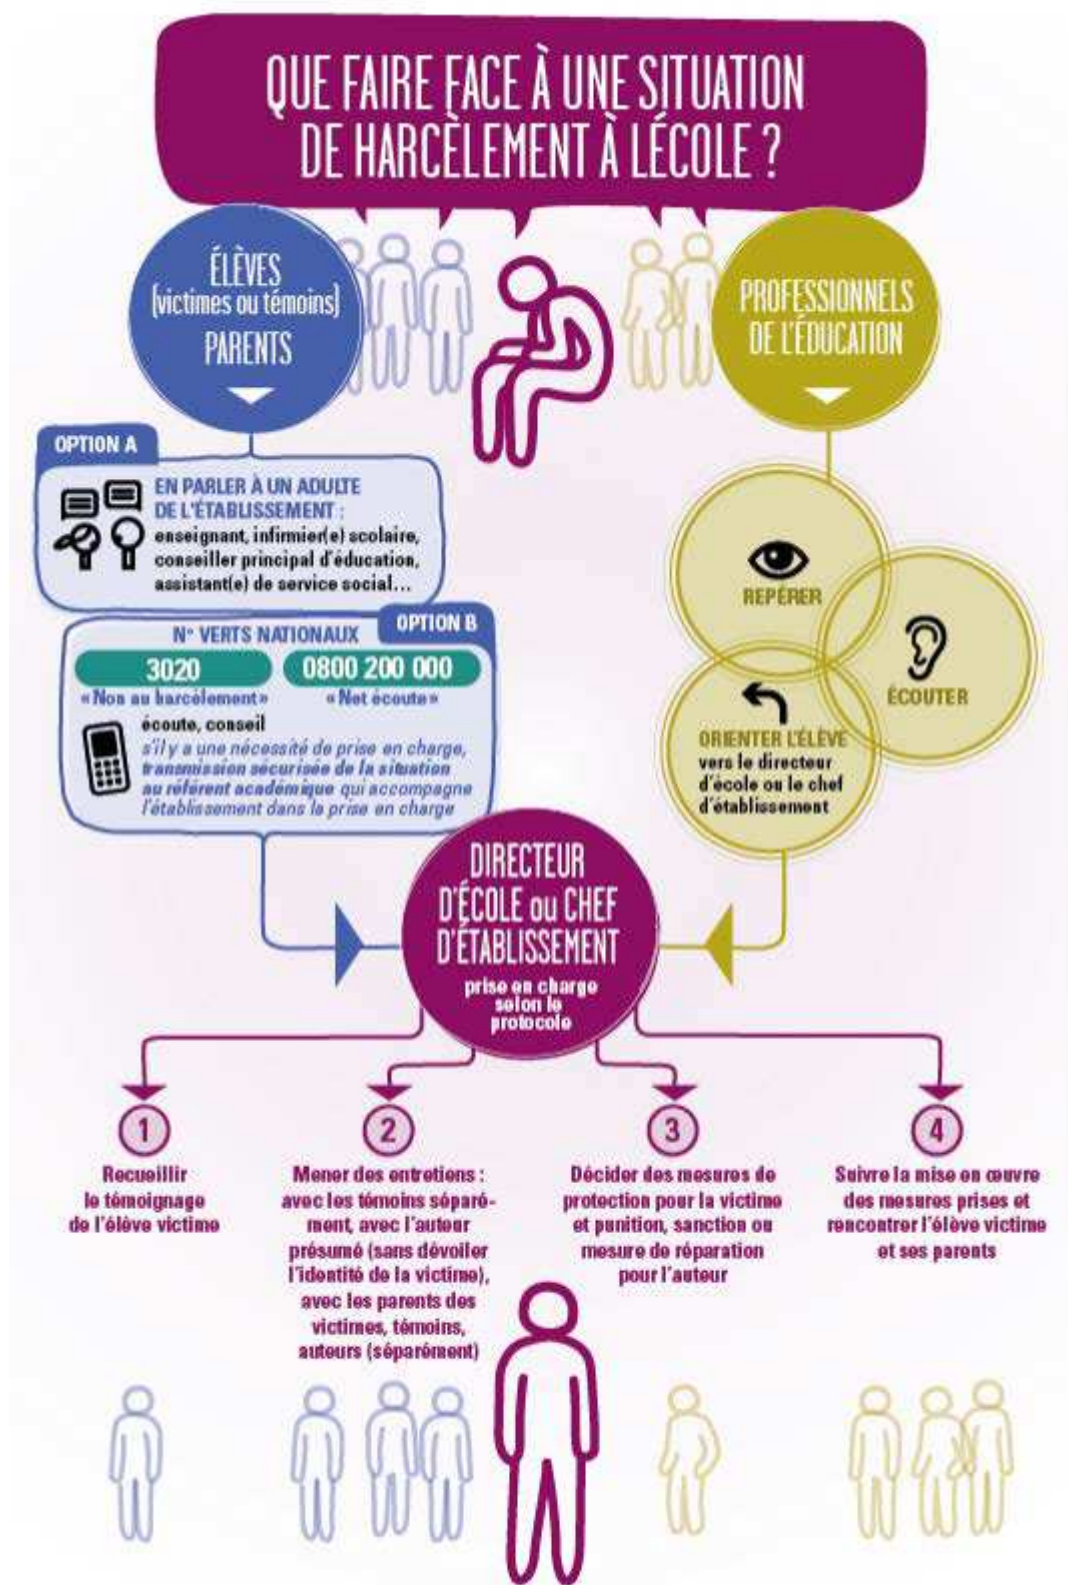 QUE FAIRE FACE À UNE SITUATION
DE HARCÈLEMENT À LÉCOLE ?
ÉLÈVES
(victimes ou témoins)
PARENTS
PROFESSIONNELS
DE L'ÉDUCATION
OPTION A
EN PARLER À UN ADULTE
DE L'ÉTABLISSEMENT :
enseignant, infirmier(e) scolaire,
conseiller principal d'éducation,
assistant(e) de service social...
OPTION B
N° VERTS NATIONAUX
3020
0800 200 000
«Non au harcèlement»
«Net écoute»
écoute, conseil
s'il y a une nécessité de prise en charge,
transmission sécurisée de la situation
au référent académique qui accompagne
l'établissement dans la prise en charge
REPÉRER
ÉCOUTER
ORIENTER L'ÉLÈVE
vers le directeur
d'école ou le chef
d'établissement
DIRECTEUR
D'ÉCOLE ou CHEF
D'ÉTABLISSEMENT
prise en charge
selon le
protocole
1
Recueillir
le témoignage
de l'élève victime
2
Mener des entretiens :
avec les témoins séparé-
ment, avec l'auteur
présumé (sans dévoiler
l'identité de la victime),
avec les parents des
victimes, témoins,
auteurs (séparément)
3
Décider des mesures de
protection pour la victime
et punition, sanction ou
mesure de réparation
pour l'auteur
4
Suivre la mise en œuvre
des mesures prises et
rencontrer l'élève victime
et ses parents